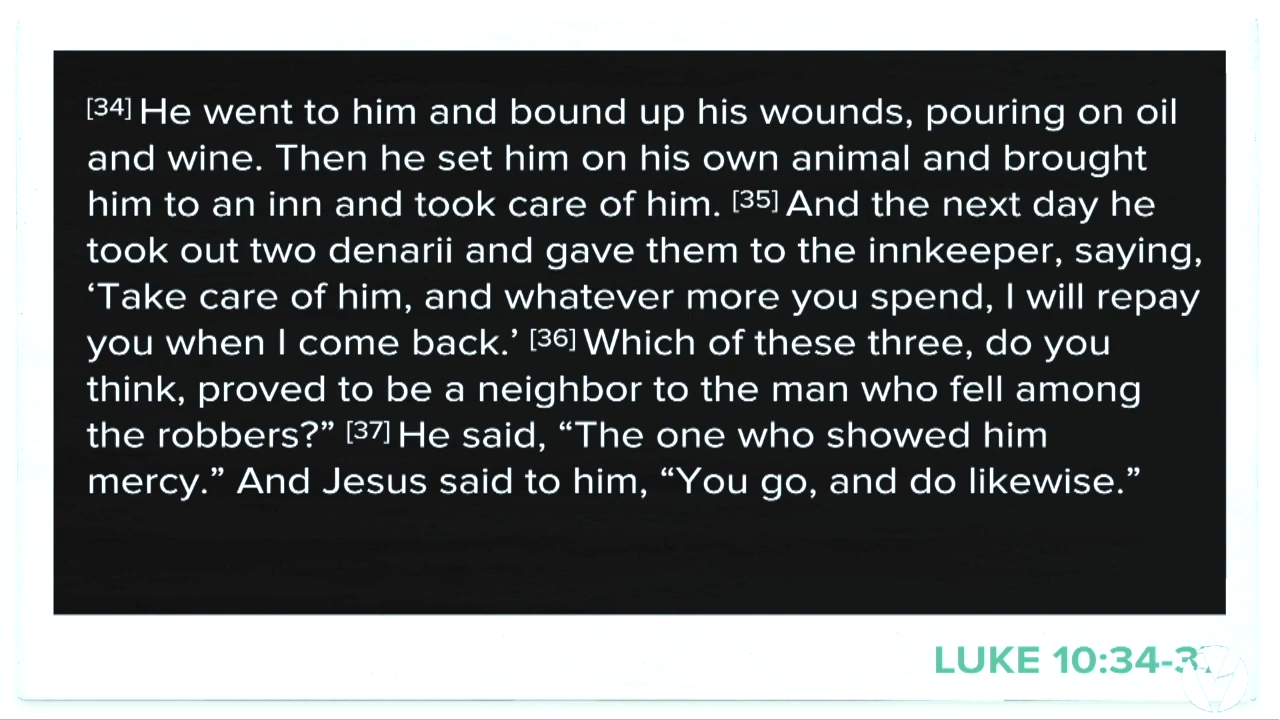 [34] He went to him and bound up his wounds, pouring on oil
and wine. Then he set him on his own animal and brought
him to an inn and took care of him. [35] And the next day he
took out two denarii and gave them to the innkeeper, saying,
‘Take care of him, and whatever more you spend, I will repay
you when I come back.’ [36] Which of these three, do you
think, proved to be a neighbor to the man who fell among
the robbers?” [37] He said, “The one who showed him
mercy.” And Jesus said to him, “You go, and do likewise.”
LUKE 10:34-3